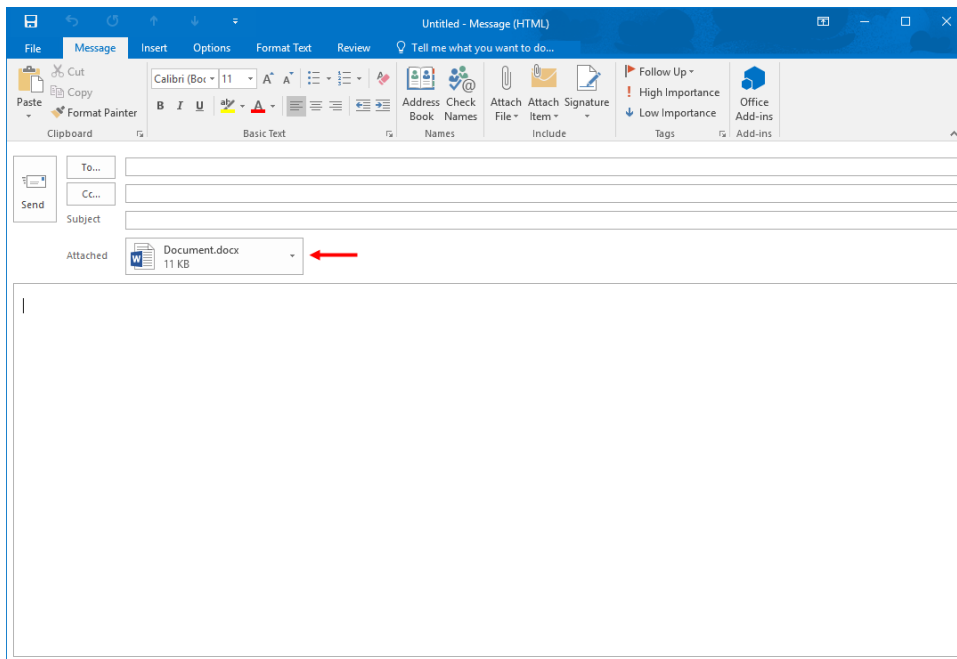 Untitled - Message (HTML)
File Message Insert Options Format Text Review Tell me what you want to do...
Paste
Cut
Copy
Format Painter
Clipboard
Calibri (Boc 11 A A
B I U aby A
Basic Text
Address Book
Check Names
Names
Attach File
Attach Item
Signature
Include
Follow Up
High Importance
Low Importance
Tags
Office Add-ins
Add-ins
Send
To...
Cc...
Subject
Attached
Document.docx
11 KB